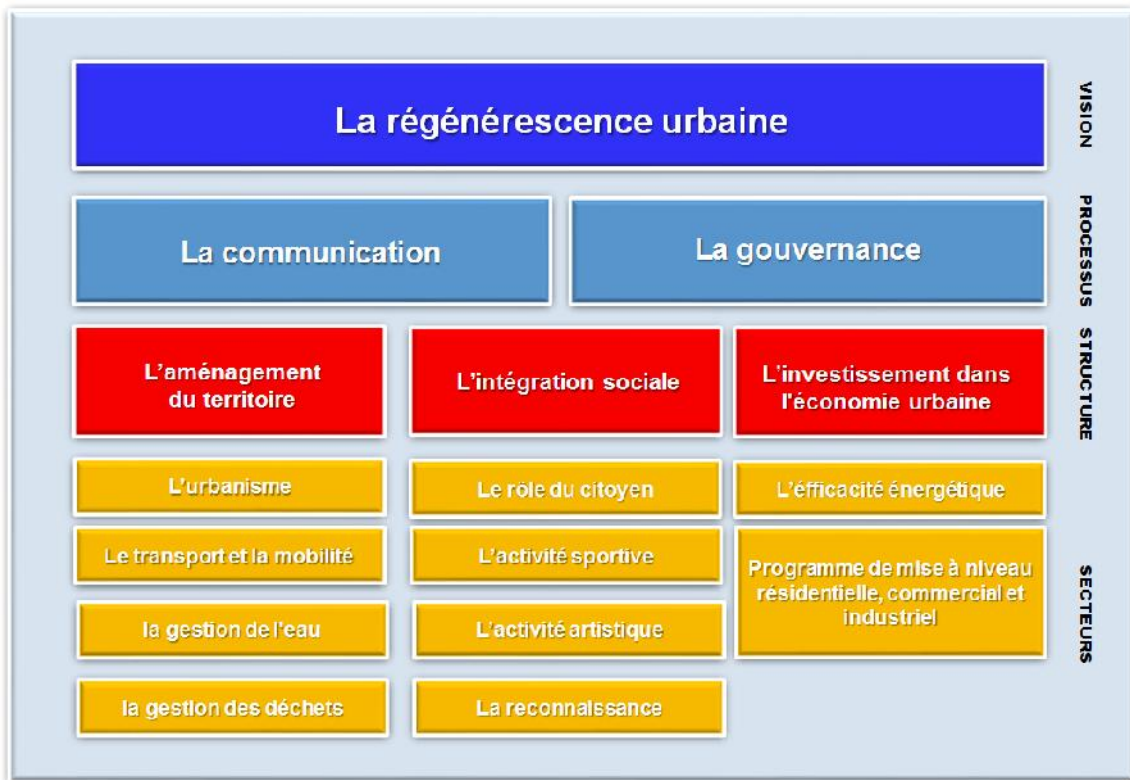 La régénérescence urbaine
VISION
La communication
La gouvernance
PROCESSUS
L'aménagement
du territoire
L'intégration sociale
L'investissement dans
l'économie urbaine
STRUCTURE
L'urbanisme
Le rôle du citoyen
L'éfficacité énergétique
Le transport et la mobilité
L'activité sportive
Programme de mise à niveau
résidentielle, commercial et
industriel
la gestion de l'eau
L'activité artistique
la gestion des déchets
La reconnaissance
SECTEURS